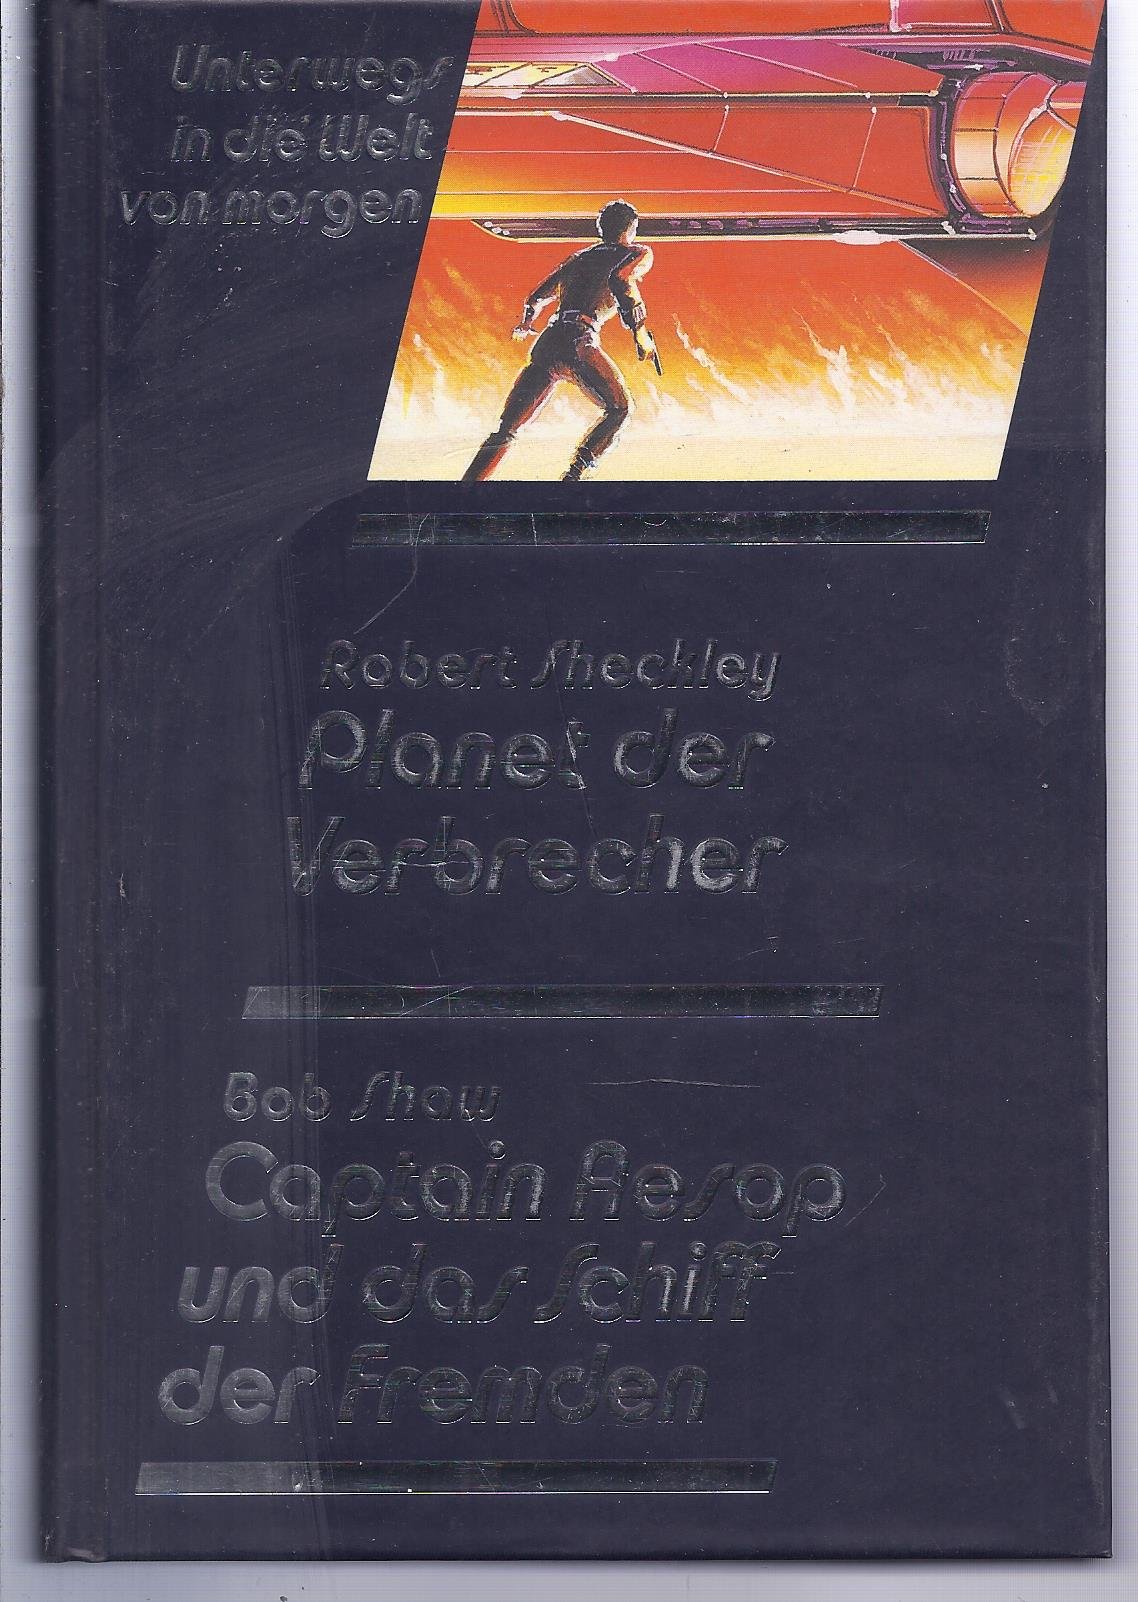 Unterwegs
in die Welt
von morgen
Robert Sheckley
Planet der
Verbrecher
Bob Shaw
Captain Aesop
und das Schiff
der Fremden